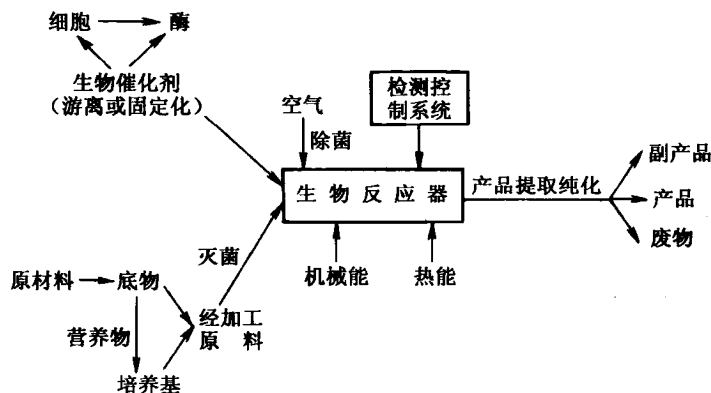 细胞
酶
生物催化剂
（游离或固定化）
空气
除菌
检测控
制系统
生物反应器
产品提取纯化
副产品
产品
废物
灭菌
机械能
热能
原材料
底物
营养物
经加工
原料
培养基